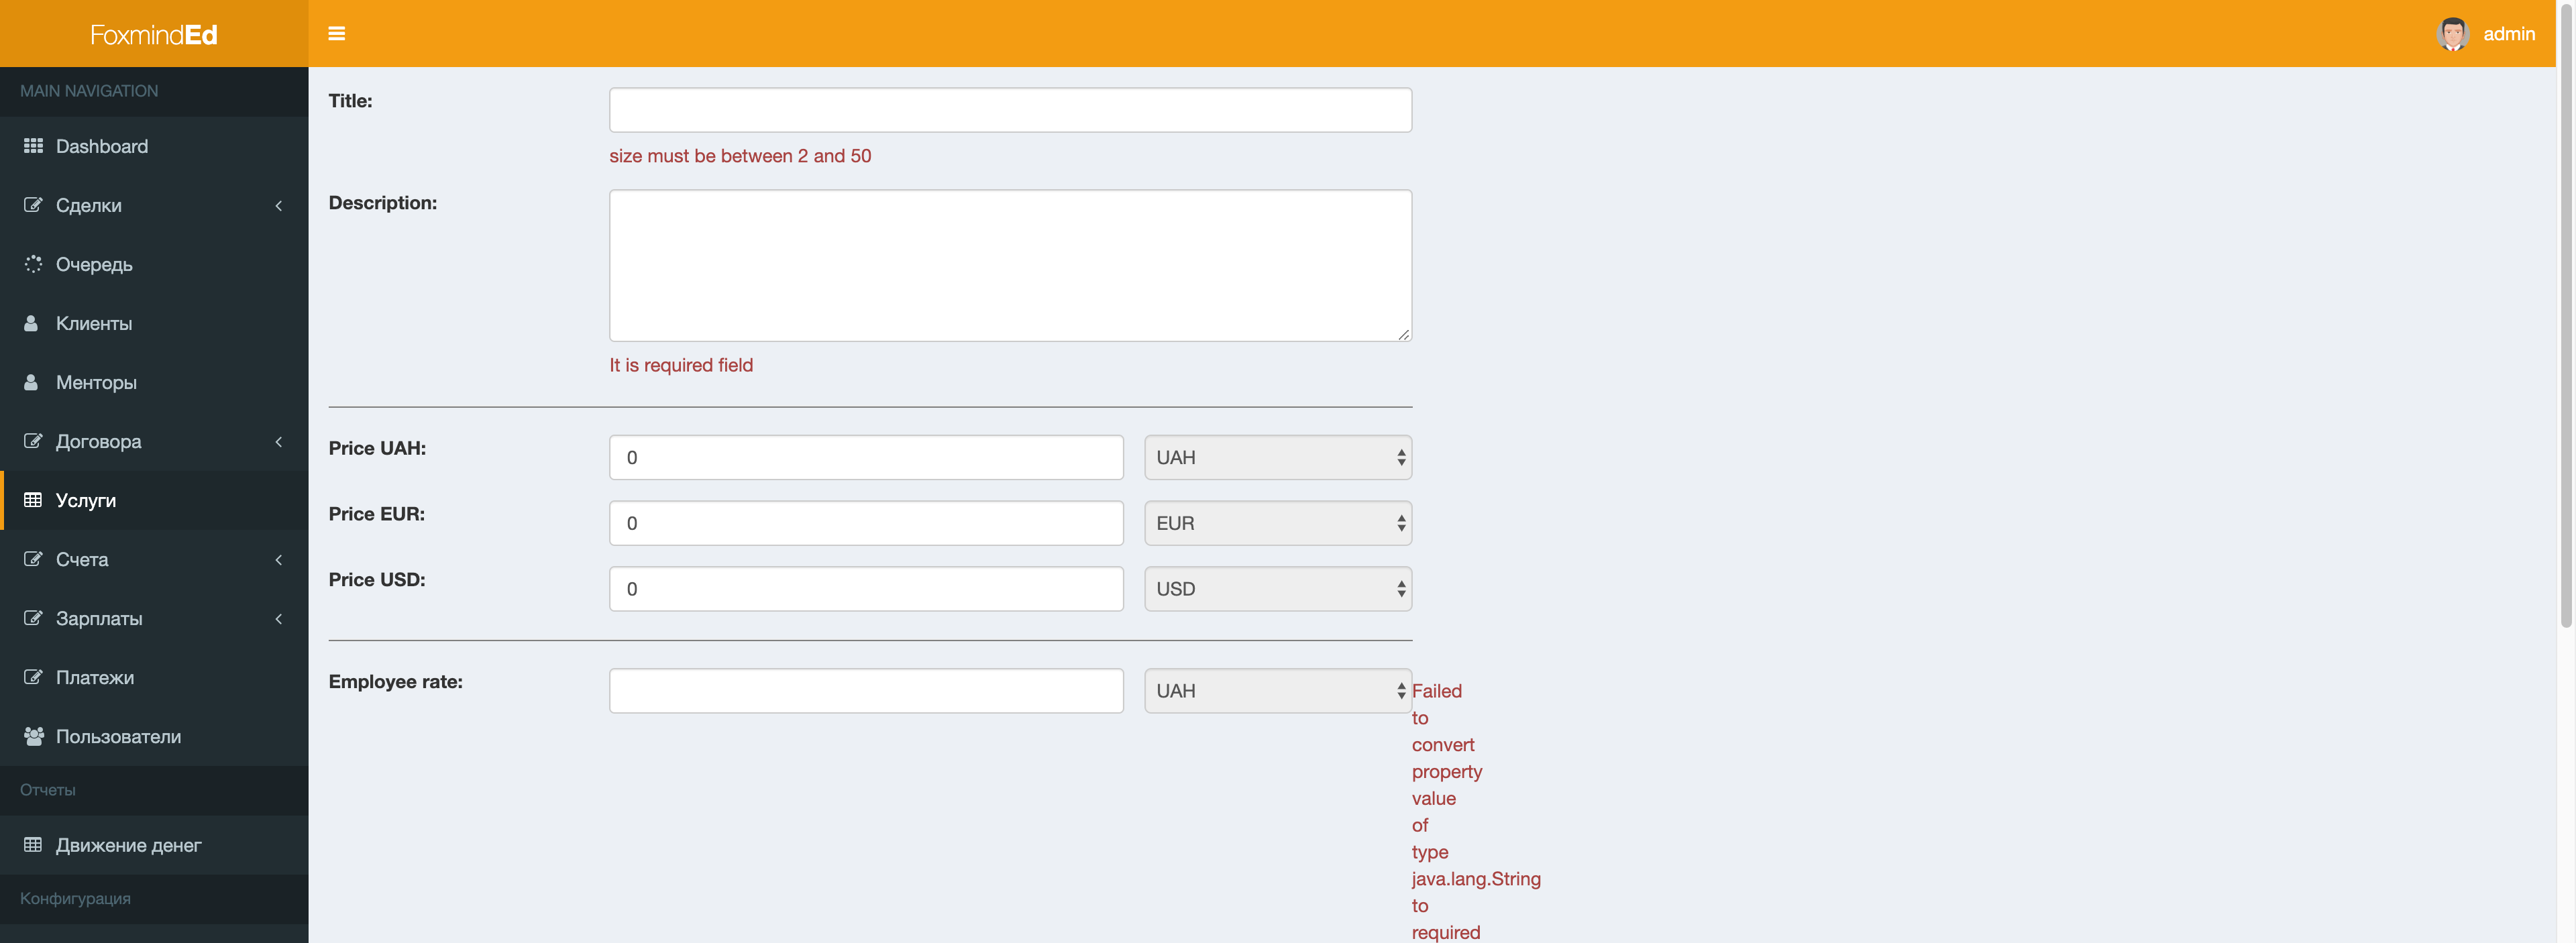 FoxmindEd
admin
MAIN NAVIGATION
Dashboard
Сделки
Очередь
Клиенты
Менторы
Договора
Услуги
Счета
Зарплаты
Платежи
Пользователи
Отчеты
Движение денег
Конфигурация
Title:
size must be between 2 and 50
Description:
It is required field
Price UAH:
0
UAH
Price EUR:
0
EUR
Price USD:
0
USD
Employee rate:
UAH
Failed
to
convert
property
value
of
type
java.lang.String
to
required